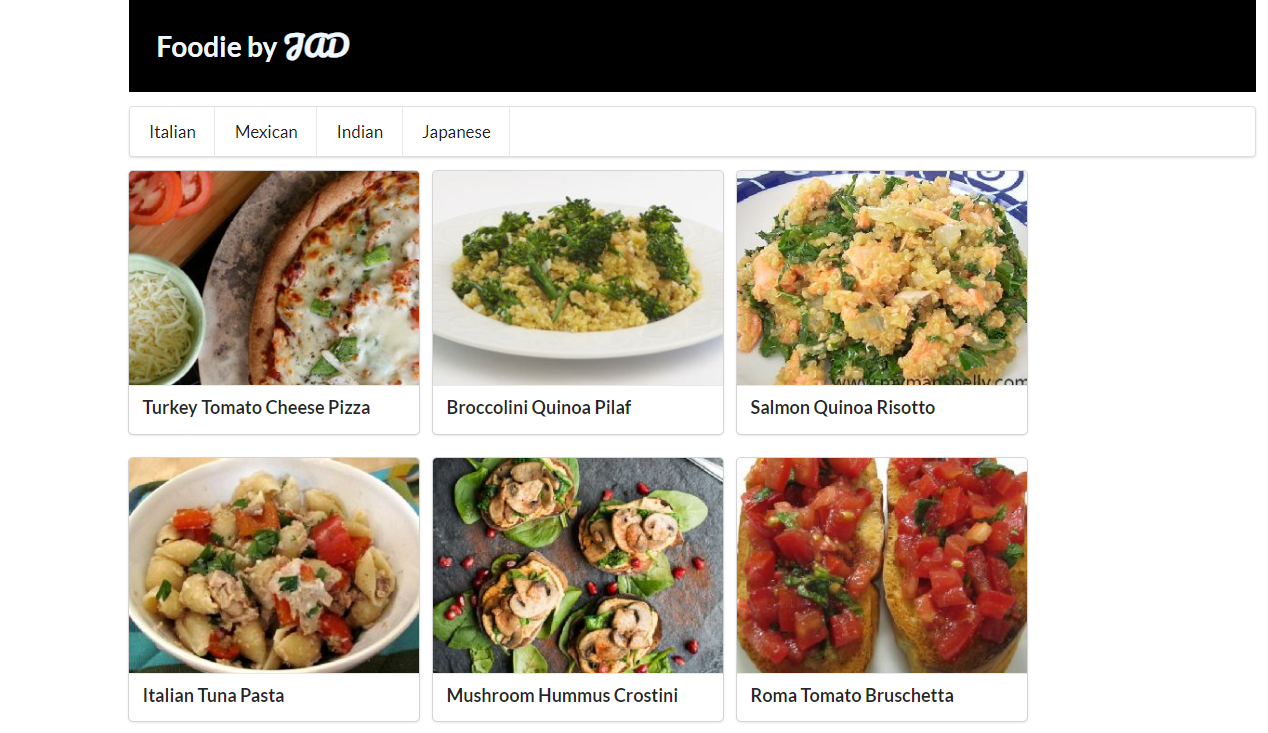 Foodie by JAD
Italian
Mexican
Indian
Japanese
www.mymanshelly.com
Turkey Tomato Cheese Pizza
Broccolini Quinoa Pilaf
Salmon Quinoa Risotto
Italian Tuna Pasta
Mushroom Hummus Crostini
Roma Tomato Bruschetta